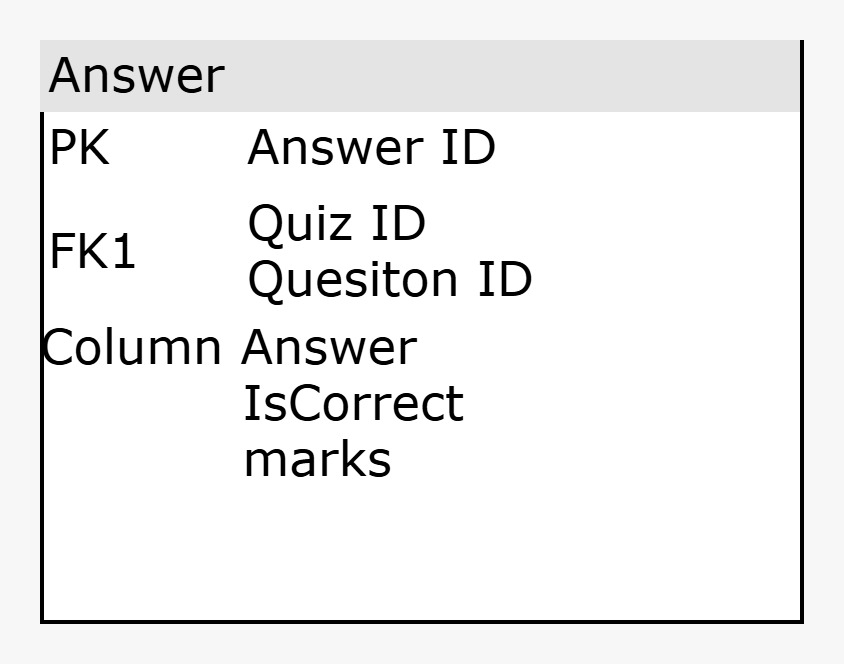 Answer
PK Answer ID
FK1 Quiz ID
Quesiton ID
Column Answer
IsCorrect
marks